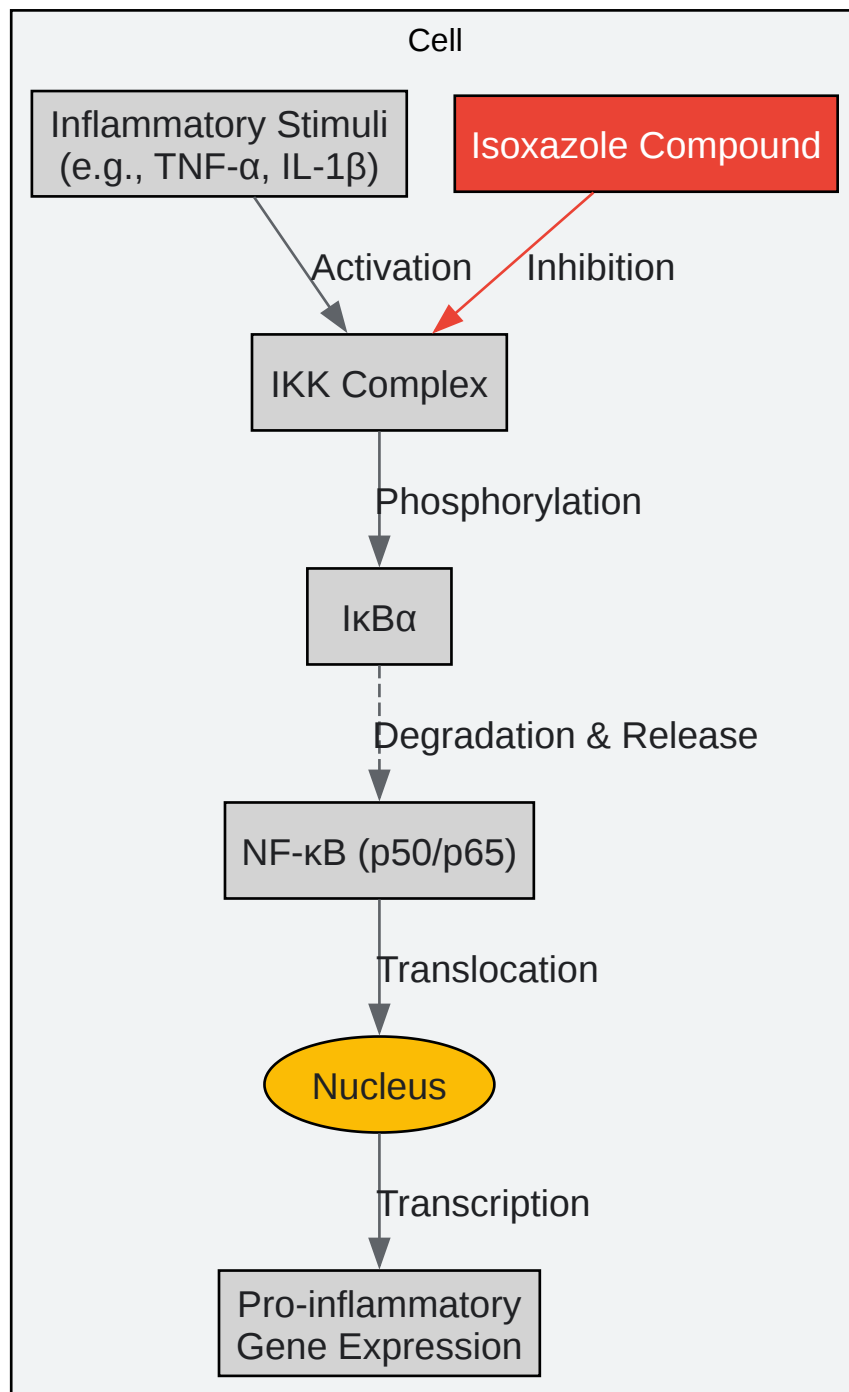 Cell
Inflammatory Stimuli
(e.g., TNF-α, IL-1β)
Isoxazole Compound
Activation
Inhibition
IKK Complex
Phosphorylation
IκBα
Degradation & Release
NF-κB (p50/p65)
Translocation
Nucleus
Transcription
Pro-inflammatory
Gene Expression